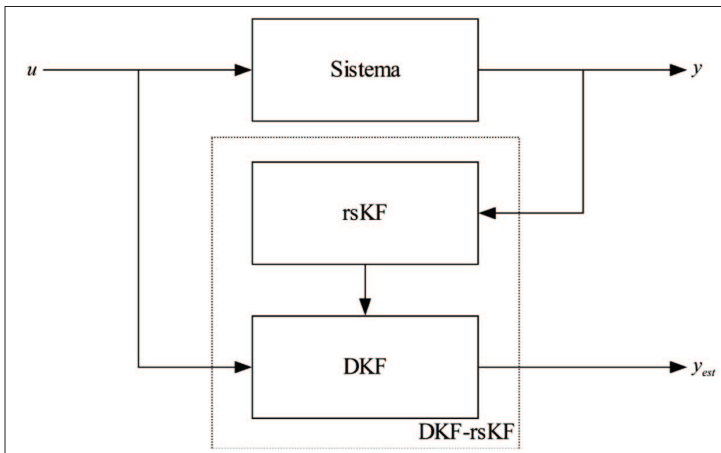 u
Sistema
y
rsKF
DKF
y_est
DKF-rsKF